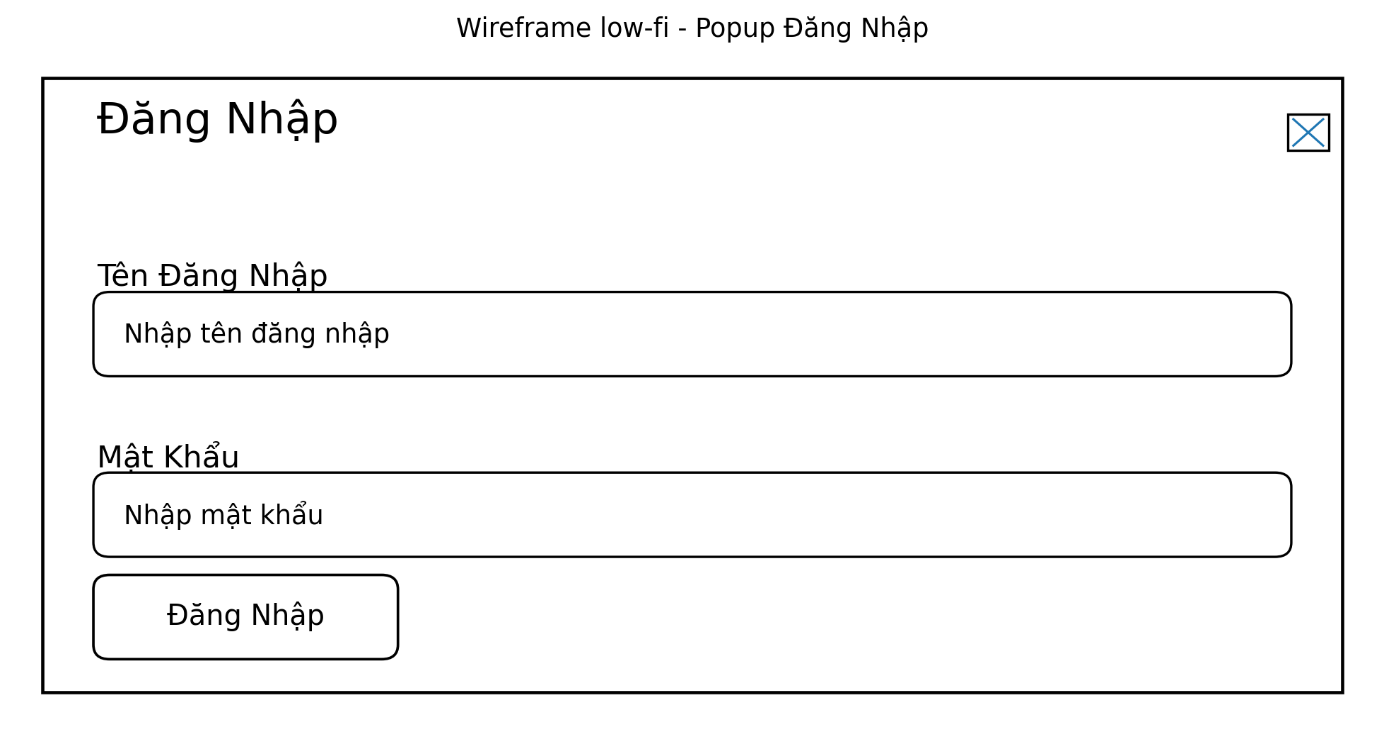 Wireframe low-fi - Popup Đăng Nhập
Đăng Nhập
Tên Đăng Nhập
Nhập tên đăng nhập
Mật Khẩu
Nhập mật khẩu
Đăng Nhập